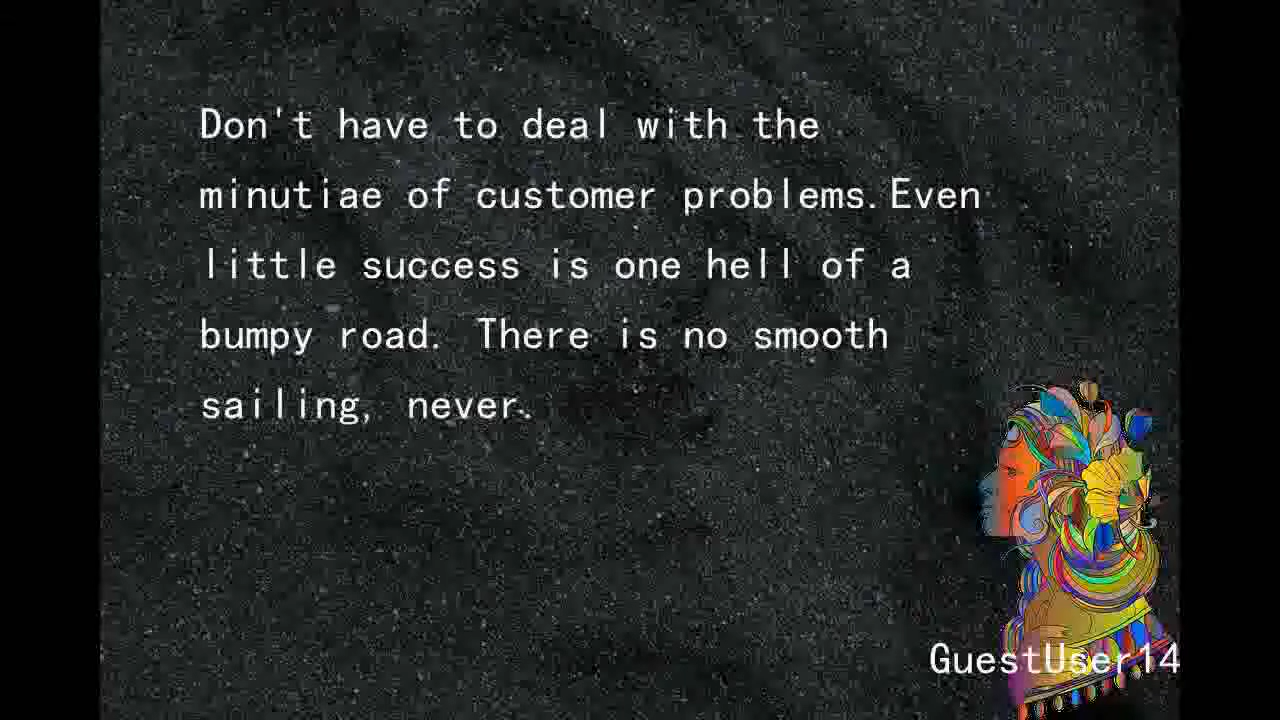 Don't have to deal with the
minutiae of customer problems.Even
little success is one hell of a
bumpy road. There is no smooth
sailing, never.
GuestUser14